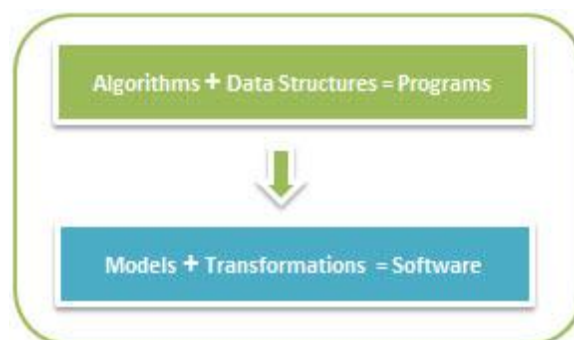 Algorithms + Data Structures = Programs
Models + Transformations = Software